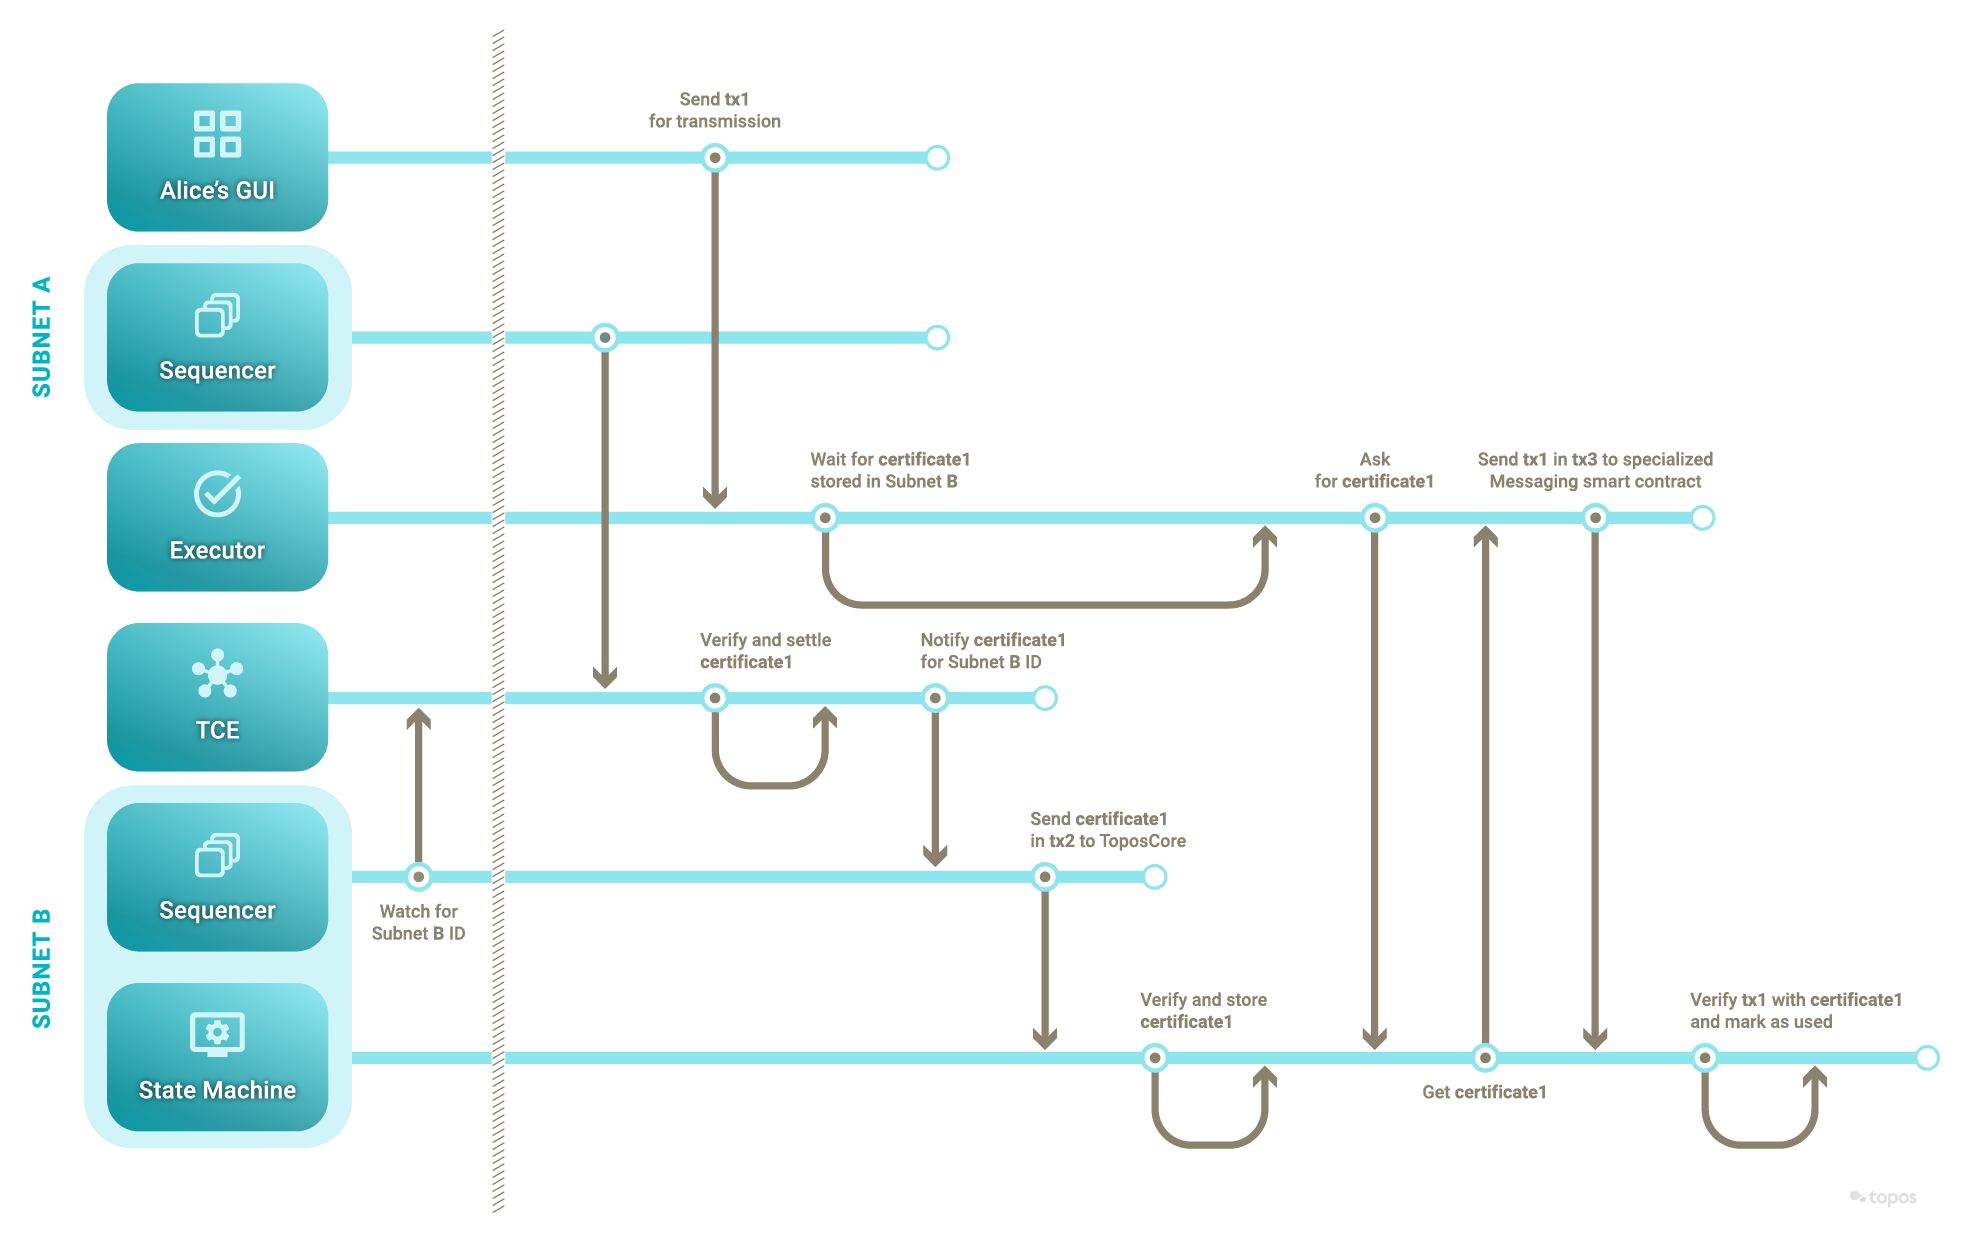 SUBNET A
SUBNET B
Alice's GUI
Sequencer
Executor
TCE
Sequencer
State Machine
Send tx1
for transmission
Wait for certificate1
stored in Subnet B
Ask
for certificate1
Send tx1 in tx3 to specialized
Messaging smart contract
Verify and settle
certificate1
Notify certificate1
for Subnet B ID
Send certificate1
in tx2 to ToposCore
Watch for
Subnet B ID
Verify and store
certificate1
Get certificate1
Verify tx1 with certificate1
and mark as used
topos